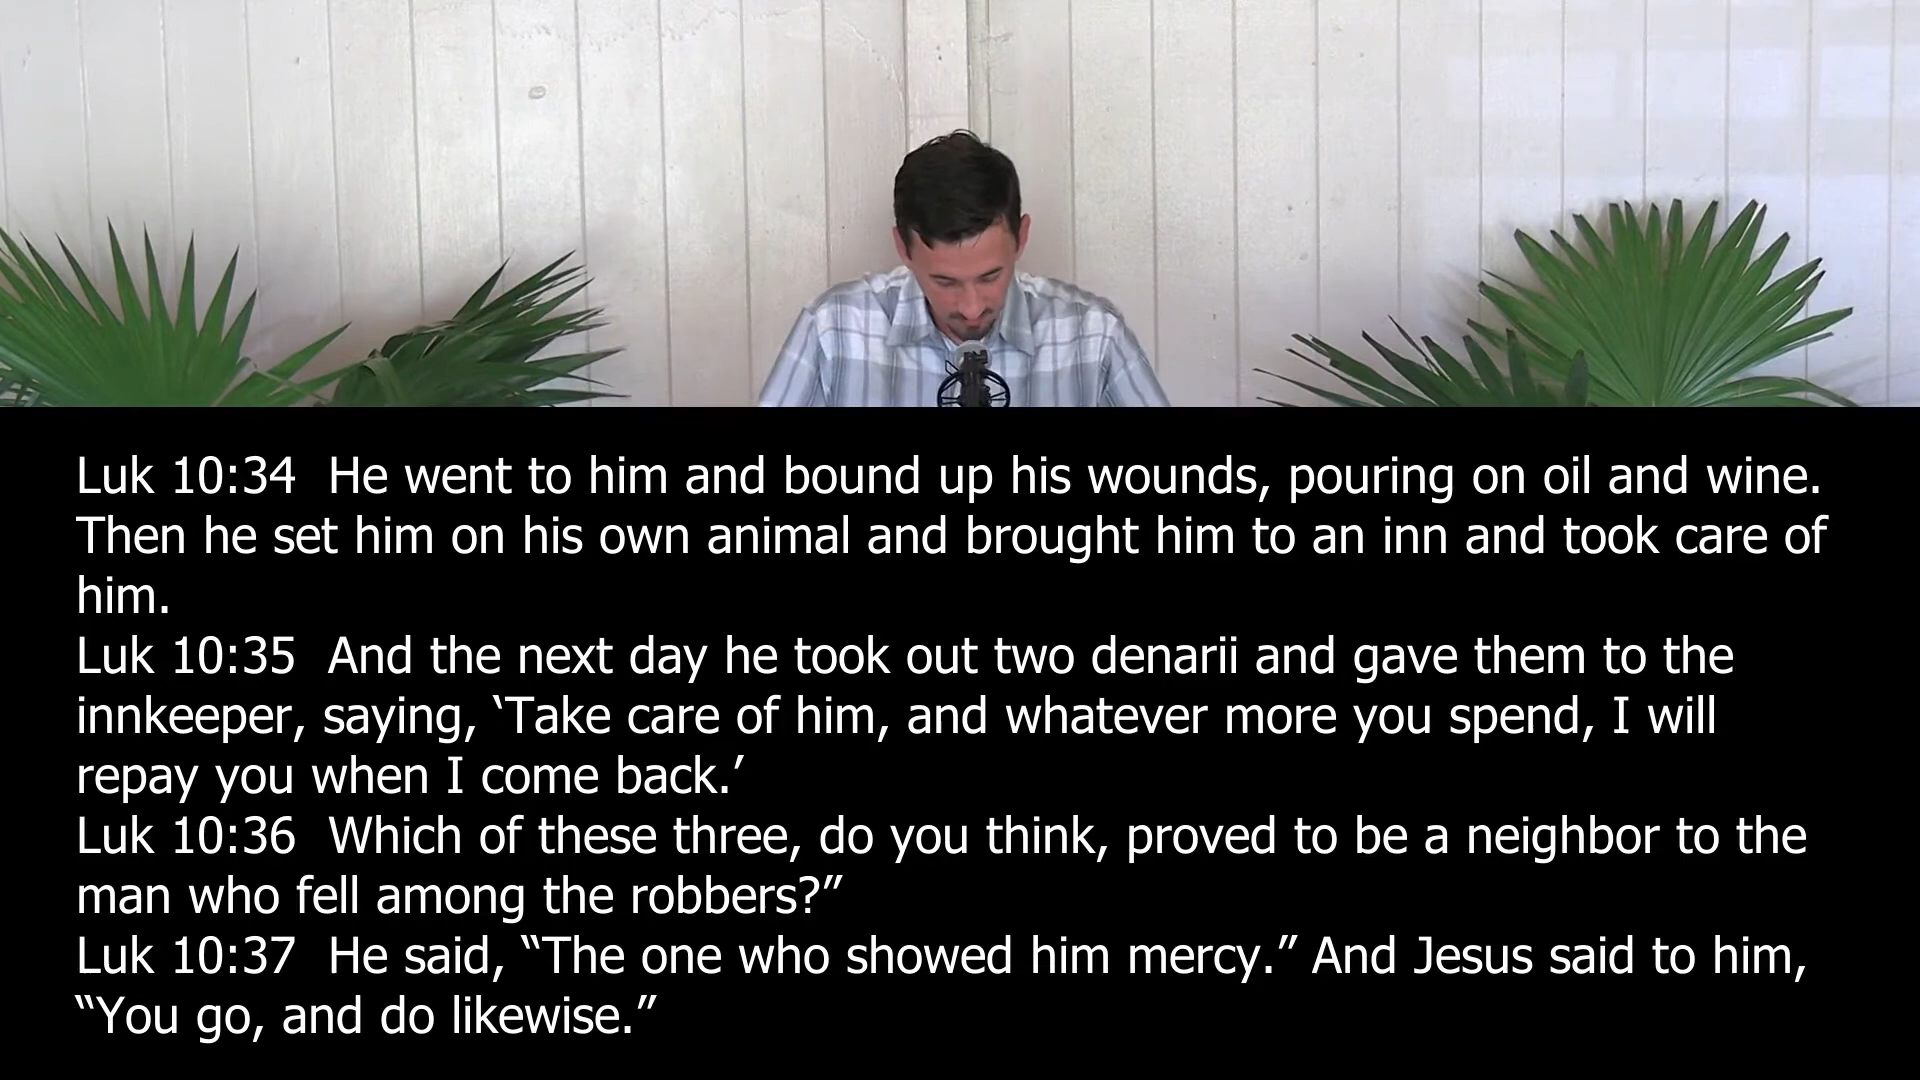 Luk 10:34  He went to him and bound up his wounds, pouring on oil and wine.
Then he set him on his own animal and brought him to an inn and took care of
him.
Luk 10:35  And the next day he took out two denarii and gave them to the
innkeeper, saying, ‘Take care of him, and whatever more you spend, I will
repay you when I come back.’
Luk 10:36  Which of these three, do you think, proved to be a neighbor to the
man who fell among the robbers?”
Luk 10:37  He said, “The one who showed him mercy.” And Jesus said to him,
“You go, and do likewise.”